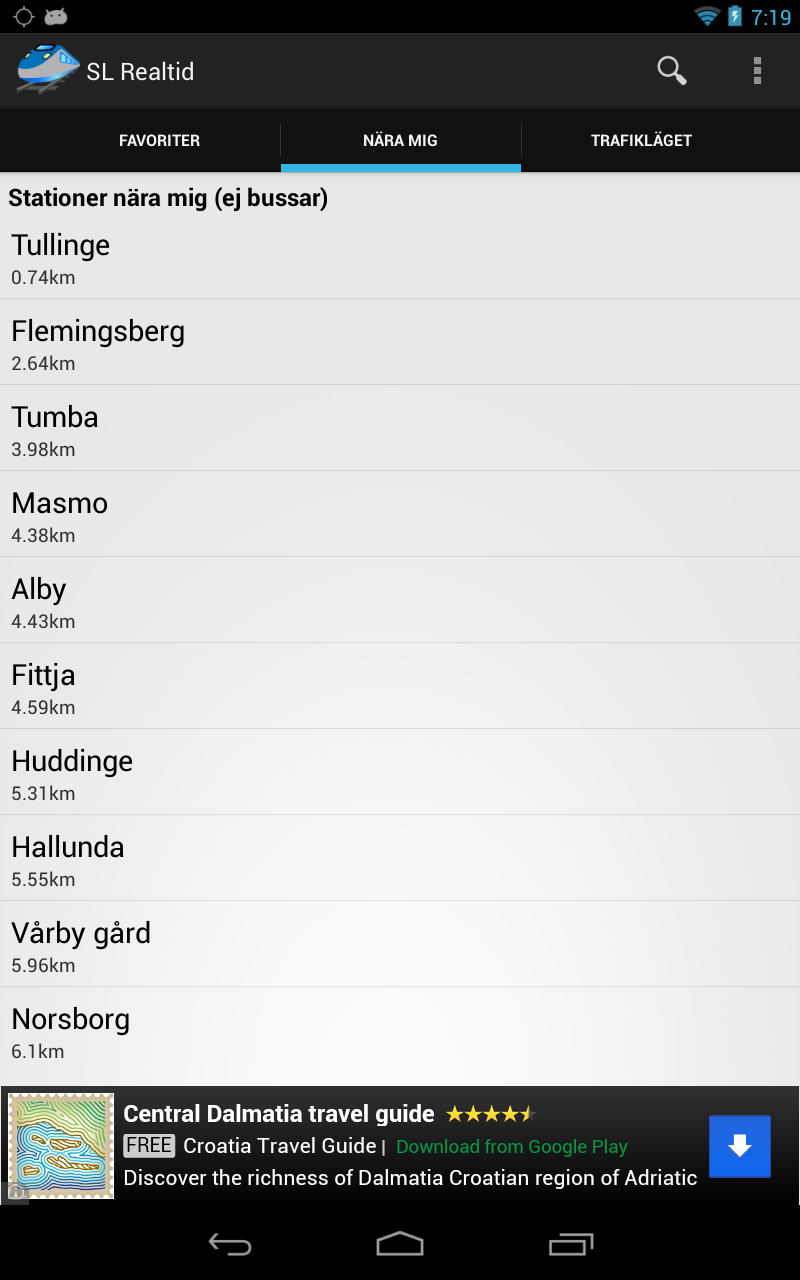 7:19
SL Realtid
FAVORITER
NÄRA MIG
TRAFIKLÄGET
Stationer nära mig (ej bussar)
Tullinge
0.74km
Flemingsberg
2.64km
Tumba
3.98km
Masmo
4.38km
Alby
4.43km
Fittja
4.59km
Huddinge
5.31km
Hallunda
5.55km
Vårby gård
5.96km
Norsborg
6.1km
Central Dalmatia travel guide
FREE Croatia Travel Guide | Download from Google Play
Discover the richness of Dalmatia Croatian region of Adriatic